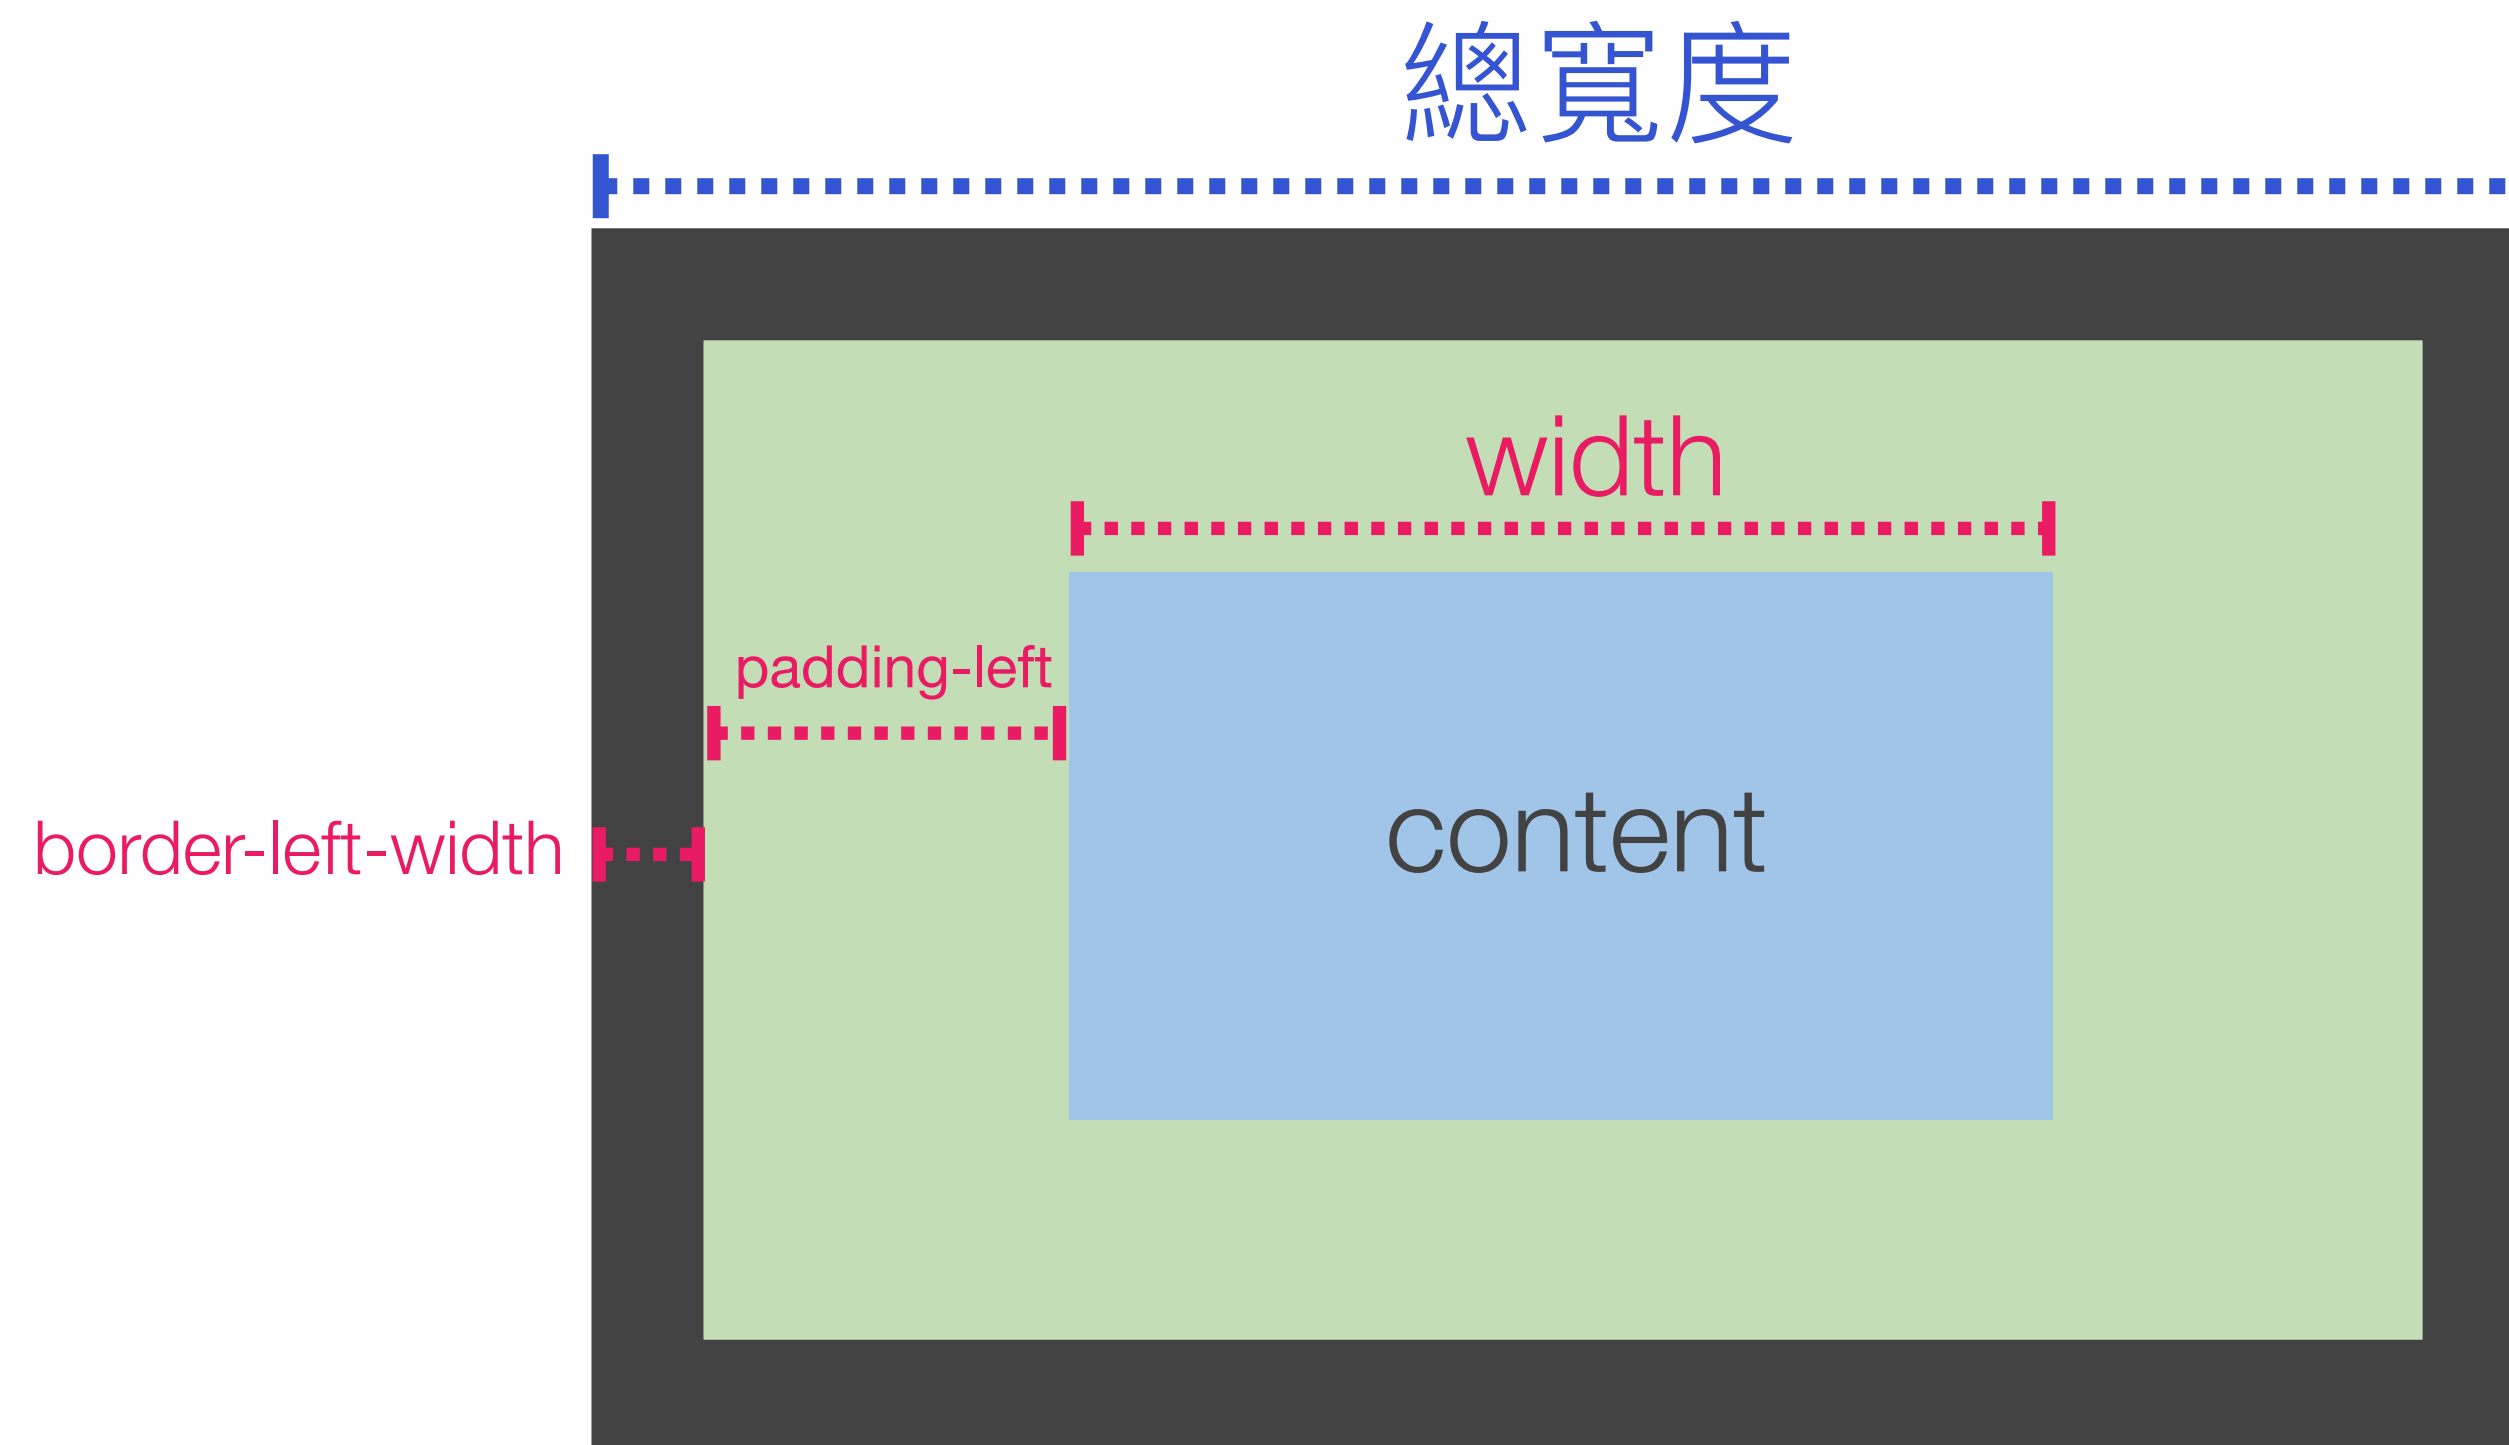 總寬度
width
padding-left
border-left-width
content